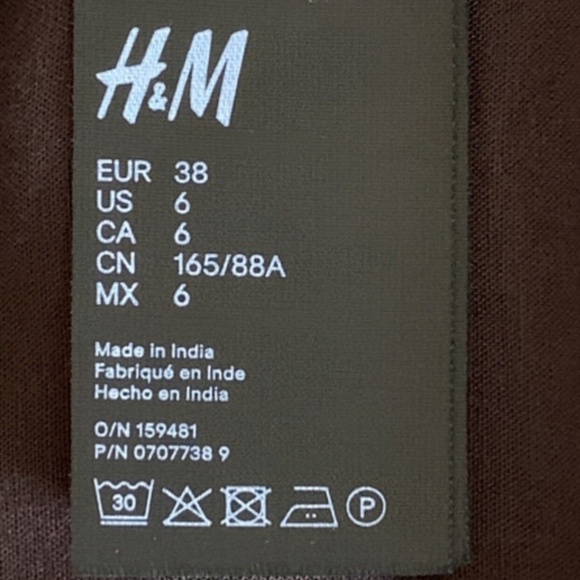 H&M
EUR 38
US 6
CA 6
CN 165/88A
MX 6
Made in India
Fabriqué en Inde
Hecho en India
O/N 159481
P/N 0707738 9
30 P